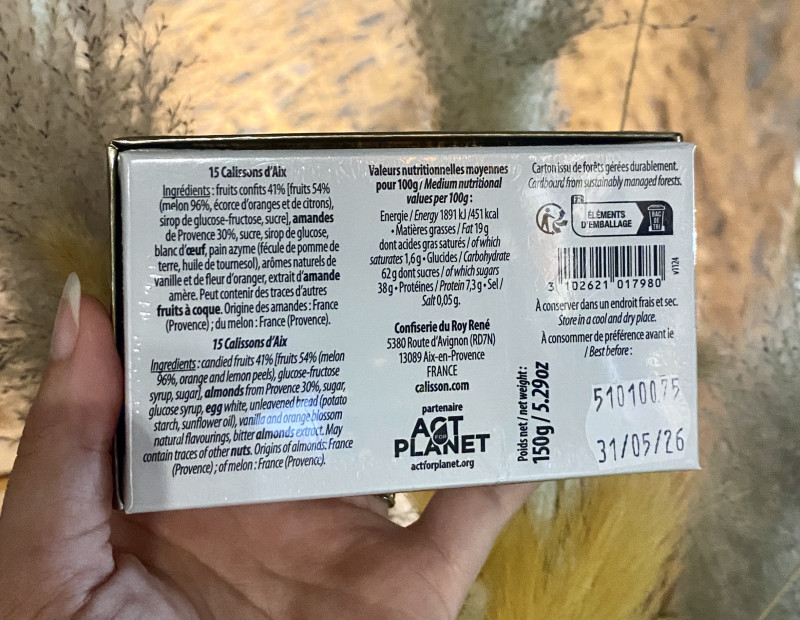 15 Calissons d'Aix
Ingrédients : fruits confits 41% [fruits 54%
(melon 96%, écorce d'oranges et de citrons),
sirop de glucose-fructose, sucre], amandes
de Provence 30%, sucre, sirop de glucose,
blanc d'œuf, pain azyme (fécule de pomme de
terre, huile de tournesol), arômes naturels de
vanille et de fleur d'oranger, extrait d'amande
amère. Peut contenir des traces d'autres
fruits à coque. Origine des amandes : France
(Provence) ; du melon : France (Provence).
15 Calissons d'Aix
Ingredients : candied fruits 41% [fruits 54% (melon
96%, orange and lemon peels), glucose-fructose
syrup, sugar], almonds from Provence 30%, sugar,
glucose syrup, egg white, unleavened bread (potato
starch, sunflower oil), vanilla and orange blossom
natural flavourings, bitter almonds extract. May
contain traces of other nuts. Origins of almonds: France
(Provence) ; of melon : France (Provence).
Valeurs nutritionnelles moyennes
pour 100g / Medium nutritional
values per 100g :
Energie / Energy 1891 kJ /451 kcal
• Matières grasses / Fat 19 g
dont acides gras saturés / of which
saturates 1,6 g • Glucides / Carbohydrate
62 g dont sucres / of which sugars
38 g • Protéines / Protein 7,3 g • Sel /
Salt 0,05 g.
Confiserie du Roy René
5380 Route d'Avignon (RD7N)
13089 Aix-en-Provence
FRANCE
calisson.com
partenaire
ACT
FOR
PLANET
actforplanet.org
Carton issu de forêts gérées durablement.
Cardboard from sustainably managed forests.
FR
ÉLÉMENTS
D'EMBALLAGE
BAC
DE
TRI
3 102621 017980
V1124
À conserver dans un endroit frais et sec.
Store in a cool and dry place.
À consommer de préférence avant le
/ Best before :
Poids net / net weight :
150g / 5.29oz
51010075
31/05/26